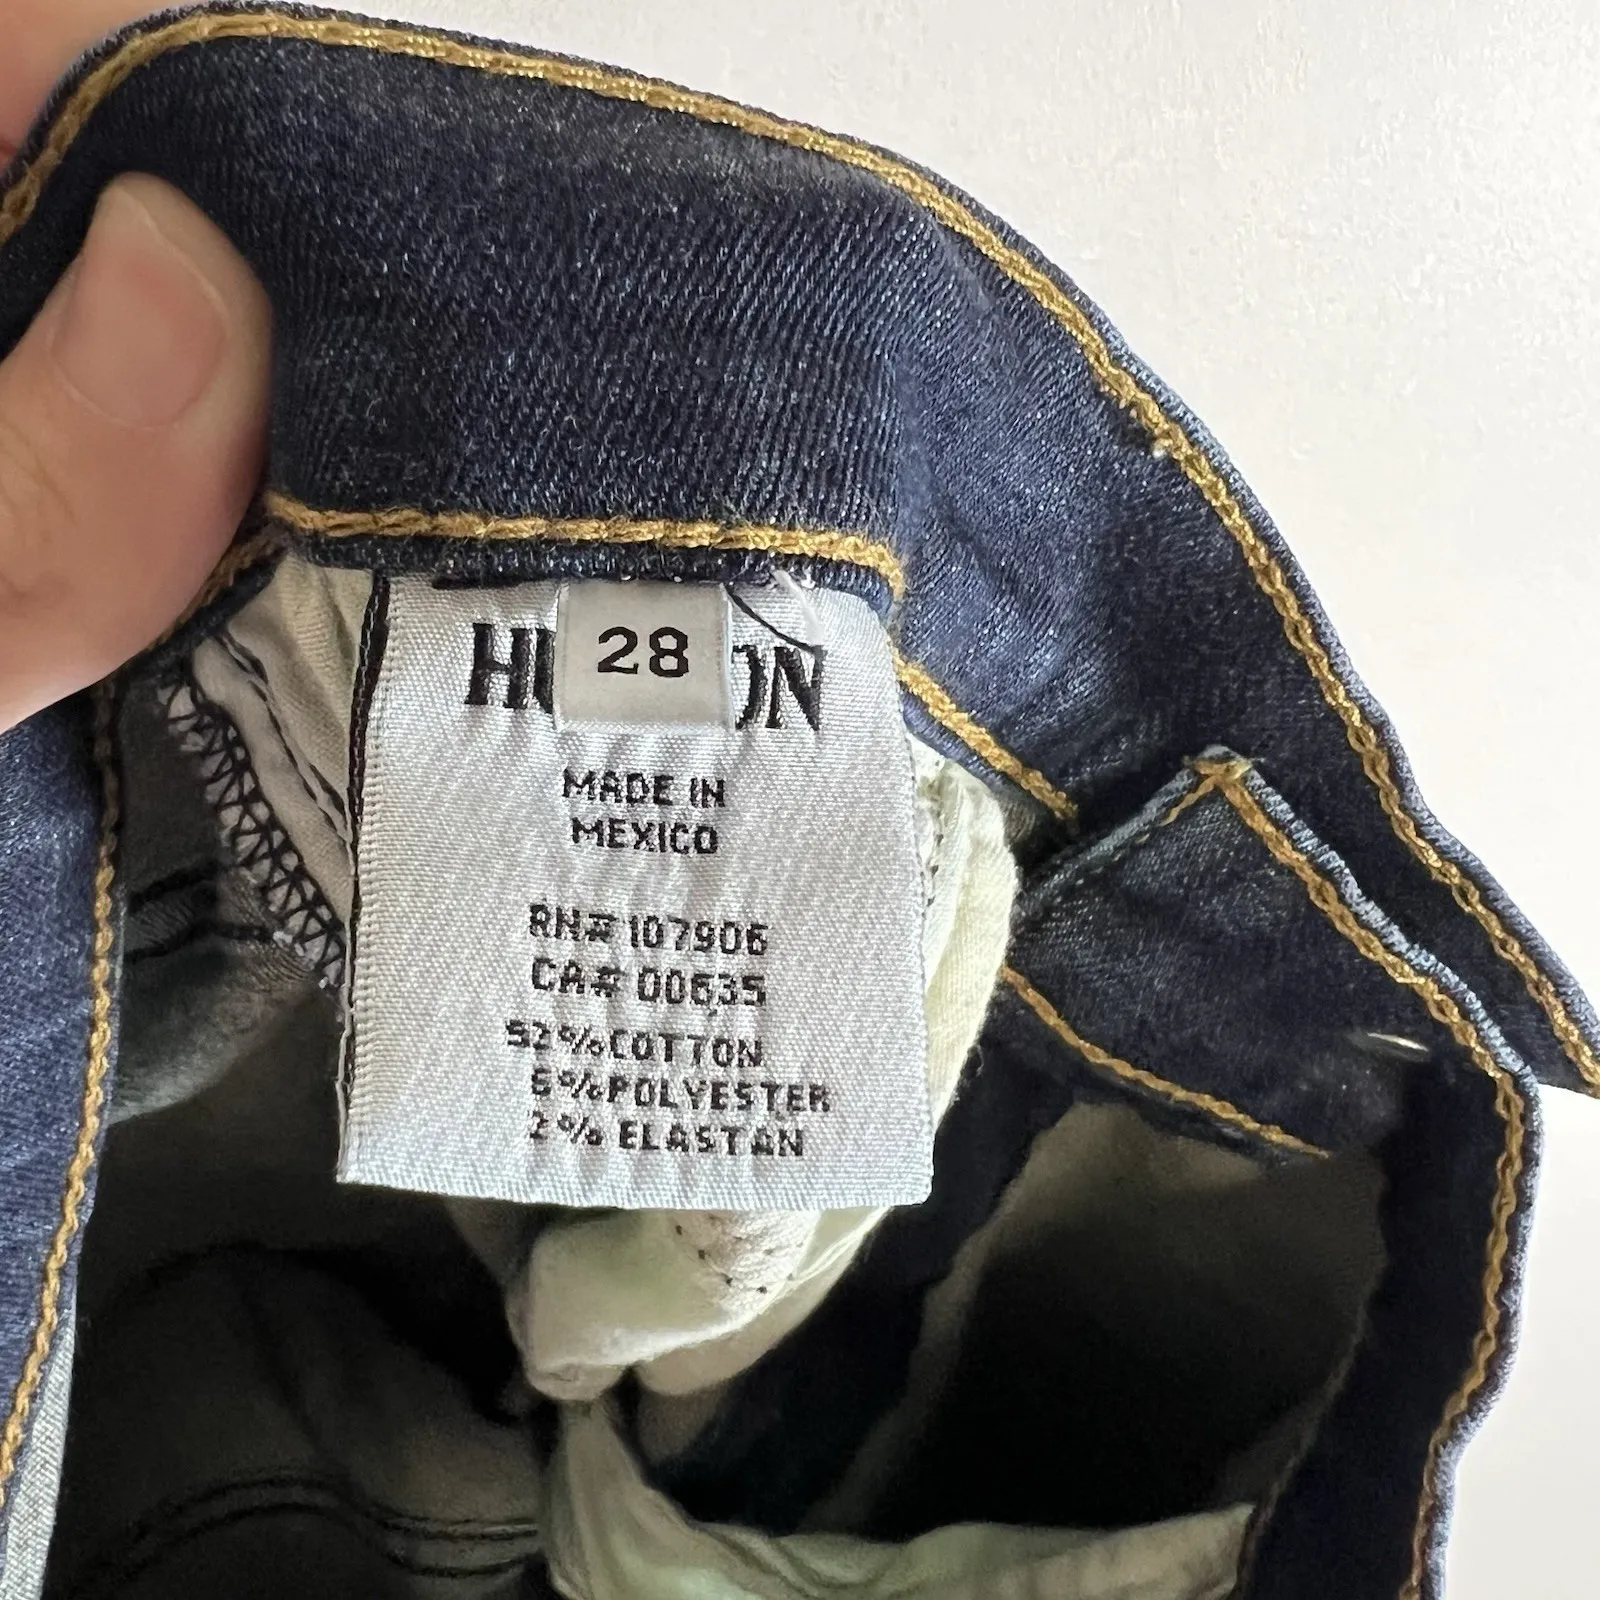 HU 28 ON
MADE IN
MEXICO
RN# 107906
CA# 00635
92%COTTON
6%POLYESTER
2% ELASTAN